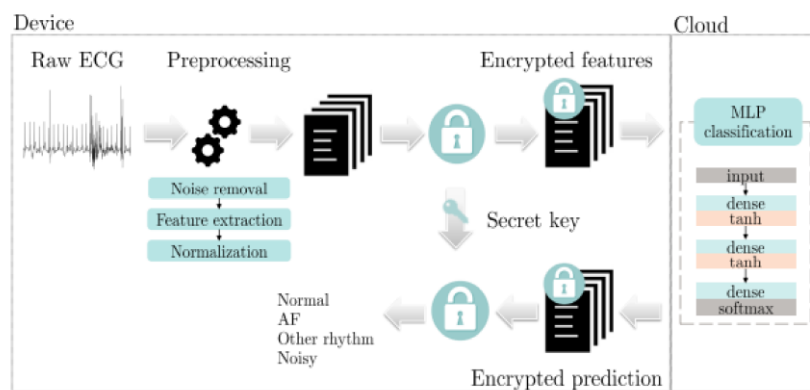 Device
Cloud
Raw ECG
Preprocessing
Encrypted features
MLP
classification
Noise removal
Feature extraction
Normalization
Secret key
input
dense
tanh
dense
tanh
dense
softmax
Normal
AF
Other rhythm
Noisy
Encrypted prediction